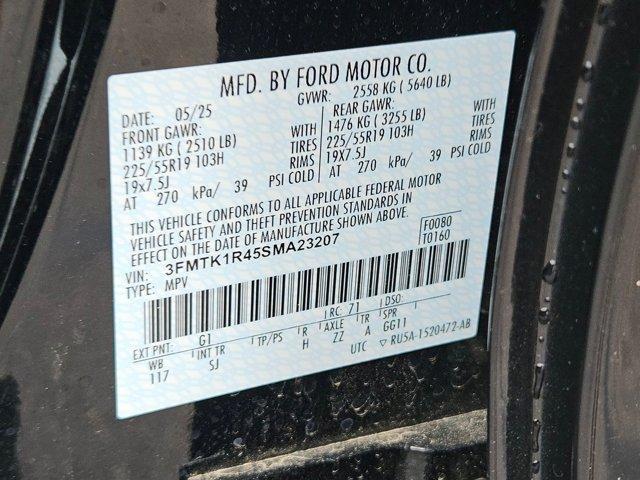 MFD. BY FORD MOTOR CO.
DATE: 05/25 GVWR: 2558 KG ( 5640 LB)
FRONT GAWR: WITH REAR GAWR: WITH
1139 KG ( 2510 LB) TIRES 1476 KG ( 3255 LB) TIRES
225/55R19 103H RIMS 225/55R19 103H RIMS
19x7.5J 19x7.5J
AT 270 kPa/ 39 PSI COLD AT 270 kPa/ 39 PSI COLD
THIS VEHICLE CONFORMS TO ALL APPLICABLE FEDERAL MOTOR
VEHICLE SAFETY AND THEFT PREVENTION STANDARDS IN
EFFECT ON THE DATE OF MANUFACTURE SHOWN ABOVE.
VIN: 3FMTK1R45SMA23207 F0080
TYPE: MPV T0160
EXT PNT: G1 RC: 71 DSO:
WB INT TR TP/PS R AXLE TR SPR
117 SJ H ZZ A GG11
UTC ▽ RU5A-1520472-AB